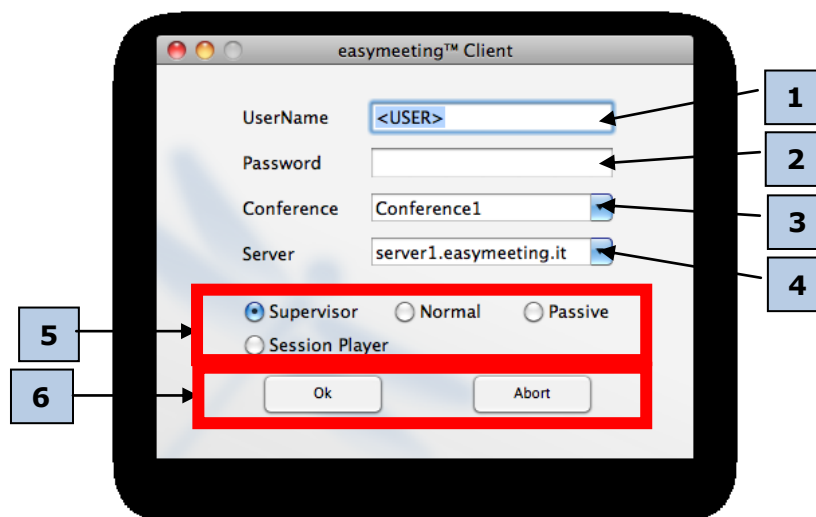 easymeeting™ Client
1
UserName <USER>
2
Password
Conference Conference1
3
Server server1.easymeeting.it
4
Supervisor Normal Passive
5
Session Player
6
Ok Abort